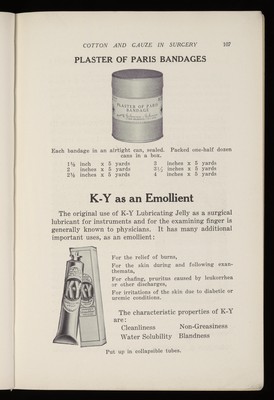 COTTON AND GAUZE IN SURGERY 107
PLASTER OF PARIS BANDAGES
PLASTER OF PARIS
BANDAGE
Each bandage in an airtight can, sealed. Packed one-half dozen
cans in a box.
1½ inch x 5 yards 3 inches x 5 yards
2 inches x 5 yards 3½ inches x 5 yards
2½ inches x 5 yards 4 inches x 5 yards
K-Y as an Emollient
The original use of K-Y Lubricating Jelly as a surgical
lubricant for instruments and for the examining finger is
generally known to physicians. It has many additional
important uses, as an emollient:
For the relief of burns,
For the skin during and following exan-
themata,
For chafing, pruritus caused by leukorrhea
or other discharges,
For irritations of the skin due to diabetic or
uremic conditions.
K-Y
The characteristic properties of K-Y
are:
Cleanliness Non-Greasiness
Water Solubility Blandness
Put up in collapsible tubes.